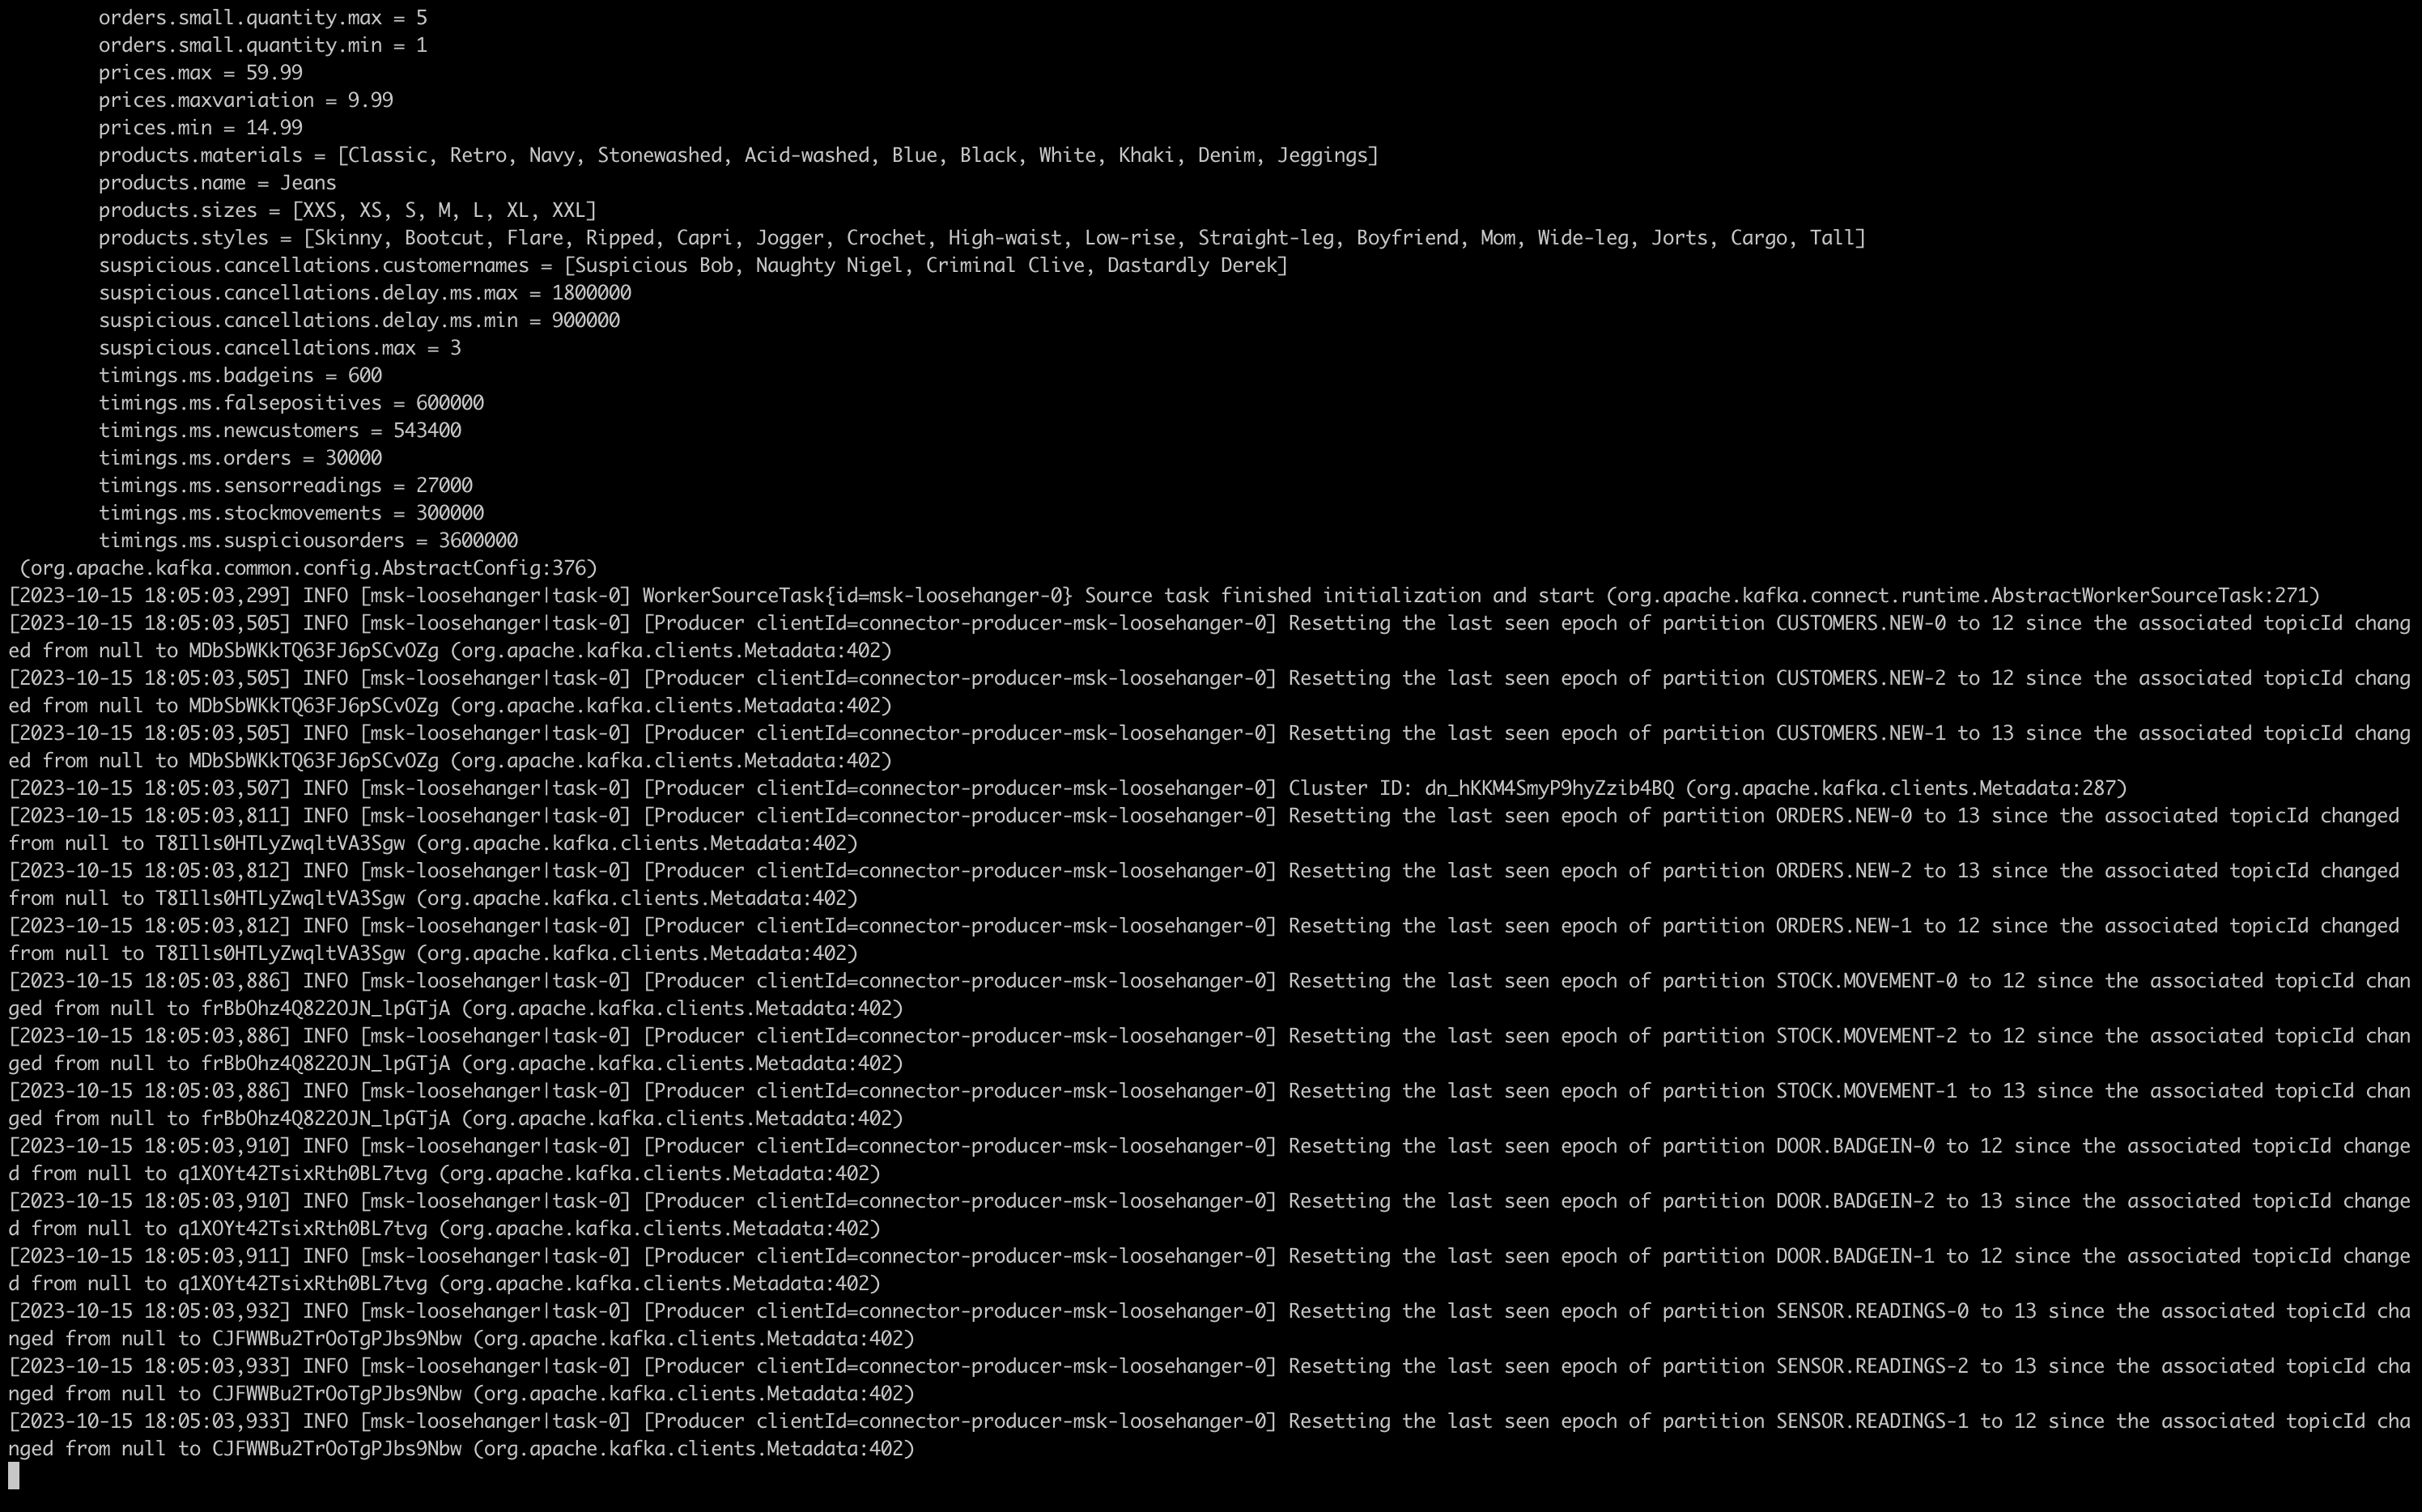 orders.small.quantity.max = 5
orders.small.quantity.min = 1
prices.max = 59.99
prices.maxvariation = 9.99
prices.min = 14.99
products.materials = [Classic, Retro, Navy, Stonewashed, Acid-washed, Blue, Black, White, Khaki, Denim, Jeggings]
products.name = Jeans
products.sizes = [XXS, XS, S, M, L, XL, XXL]
products.styles = [Skinny, Bootcut, Flare, Ripped, Capri, Jogger, Crochet, High-waist, Low-rise, Straight-leg, Boyfriend, Mom, Wide-leg, Jorts, Cargo, Tall]
suspicious.cancellations.customernames = [Suspicious Bob, Naughty Nigel, Criminal Clive, Dastardly Derek]
suspicious.cancellations.delay.ms.max = 1800000
suspicious.cancellations.delay.ms.min = 900000
suspicious.cancellations.max = 3
timings.ms.badgeins = 600
timings.ms.falsepositives = 600000
timings.ms.newcustomers = 543400
timings.ms.orders = 30000
timings.ms.sensorreadings = 27000
timings.ms.stockmovements = 300000
timings.ms.suspiciousorders = 3600000
(org.apache.kafka.common.config.AbstractConfig:376)
[2023-10-15 18:05:03,299] INFO [msk-loosehanger|task-0] WorkerSourceTask{id=msk-loosehanger-0} Source task finished initialization and start (org.apache.kafka.connect.runtime.AbstractWorkerSourceTask:271)
[2023-10-15 18:05:03,505] INFO [msk-loosehanger|task-0] [Producer clientId=connector-producer-msk-loosehanger-0] Resetting the last seen epoch of partition CUSTOMERS.NEW-0 to 12 since the associated topicId chang
ed from null to MDbSbWKkTQ63FJ6pSCvOZg (org.apache.kafka.clients.Metadata:402)
[2023-10-15 18:05:03,505] INFO [msk-loosehanger|task-0] [Producer clientId=connector-producer-msk-loosehanger-0] Resetting the last seen epoch of partition CUSTOMERS.NEW-2 to 12 since the associated topicId chang
ed from null to MDbSbWKkTQ63FJ6pSCvOZg (org.apache.kafka.clients.Metadata:402)
[2023-10-15 18:05:03,505] INFO [msk-loosehanger|task-0] [Producer clientId=connector-producer-msk-loosehanger-0] Resetting the last seen epoch of partition CUSTOMERS.NEW-1 to 13 since the associated topicId chang
ed from null to MDbSbWKkTQ63FJ6pSCvOZg (org.apache.kafka.clients.Metadata:402)
[2023-10-15 18:05:03,507] INFO [msk-loosehanger|task-0] [Producer clientId=connector-producer-msk-loosehanger-0] Cluster ID: dn_hKKM4SmyP9hyZzib4BQ (org.apache.kafka.clients.Metadata:287)
[2023-10-15 18:05:03,811] INFO [msk-loosehanger|task-0] [Producer clientId=connector-producer-msk-loosehanger-0] Resetting the last seen epoch of partition ORDERS.NEW-0 to 13 since the associated topicId changed
from null to T8Ills0HTLyZwqltVA3Sgw (org.apache.kafka.clients.Metadata:402)
[2023-10-15 18:05:03,812] INFO [msk-loosehanger|task-0] [Producer clientId=connector-producer-msk-loosehanger-0] Resetting the last seen epoch of partition ORDERS.NEW-2 to 13 since the associated topicId changed
from null to T8Ills0HTLyZwqltVA3Sgw (org.apache.kafka.clients.Metadata:402)
[2023-10-15 18:05:03,812] INFO [msk-loosehanger|task-0] [Producer clientId=connector-producer-msk-loosehanger-0] Resetting the last seen epoch of partition ORDERS.NEW-1 to 12 since the associated topicId changed
from null to T8Ills0HTLyZwqltVA3Sgw (org.apache.kafka.clients.Metadata:402)
[2023-10-15 18:05:03,886] INFO [msk-loosehanger|task-0] [Producer clientId=connector-producer-msk-loosehanger-0] Resetting the last seen epoch of partition STOCK.MOVEMENT-0 to 12 since the associated topicId chan
ged from null to frBbOhz4Q822OJN_lpGTjA (org.apache.kafka.clients.Metadata:402)
[2023-10-15 18:05:03,886] INFO [msk-loosehanger|task-0] [Producer clientId=connector-producer-msk-loosehanger-0] Resetting the last seen epoch of partition STOCK.MOVEMENT-2 to 12 since the associated topicId chan
ged from null to frBbOhz4Q822OJN_lpGTjA (org.apache.kafka.clients.Metadata:402)
[2023-10-15 18:05:03,886] INFO [msk-loosehanger|task-0] [Producer clientId=connector-producer-msk-loosehanger-0] Resetting the last seen epoch of partition STOCK.MOVEMENT-1 to 13 since the associated topicId chan
ged from null to frBbOhz4Q822OJN_lpGTjA (org.apache.kafka.clients.Metadata:402)
[2023-10-15 18:05:03,910] INFO [msk-loosehanger|task-0] [Producer clientId=connector-producer-msk-loosehanger-0] Resetting the last seen epoch of partition DOOR.BADGEIN-0 to 12 since the associated topicId change
d from null to q1XOYt42TsixRth0BL7tvg (org.apache.kafka.clients.Metadata:402)
[2023-10-15 18:05:03,910] INFO [msk-loosehanger|task-0] [Producer clientId=connector-producer-msk-loosehanger-0] Resetting the last seen epoch of partition DOOR.BADGEIN-2 to 13 since the associated topicId change
d from null to q1XOYt42TsixRth0BL7tvg (org.apache.kafka.clients.Metadata:402)
[2023-10-15 18:05:03,911] INFO [msk-loosehanger|task-0] [Producer clientId=connector-producer-msk-loosehanger-0] Resetting the last seen epoch of partition DOOR.BADGEIN-1 to 12 since the associated topicId change
d from null to q1XOYt42TsixRth0BL7tvg (org.apache.kafka.clients.Metadata:402)
[2023-10-15 18:05:03,932] INFO [msk-loosehanger|task-0] [Producer clientId=connector-producer-msk-loosehanger-0] Resetting the last seen epoch of partition SENSOR.READINGS-0 to 13 since the associated topicId cha
nged from null to CJFWWBu2TrOoTgPJbs9Nbw (org.apache.kafka.clients.Metadata:402)
[2023-10-15 18:05:03,933] INFO [msk-loosehanger|task-0] [Producer clientId=connector-producer-msk-loosehanger-0] Resetting the last seen epoch of partition SENSOR.READINGS-2 to 13 since the associated topicId cha
nged from null to CJFWWBu2TrOoTgPJbs9Nbw (org.apache.kafka.clients.Metadata:402)
[2023-10-15 18:05:03,933] INFO [msk-loosehanger|task-0] [Producer clientId=connector-producer-msk-loosehanger-0] Resetting the last seen epoch of partition SENSOR.READINGS-1 to 12 since the associated topicId cha
nged from null to CJFWWBu2TrOoTgPJbs9Nbw (org.apache.kafka.clients.Metadata:402)